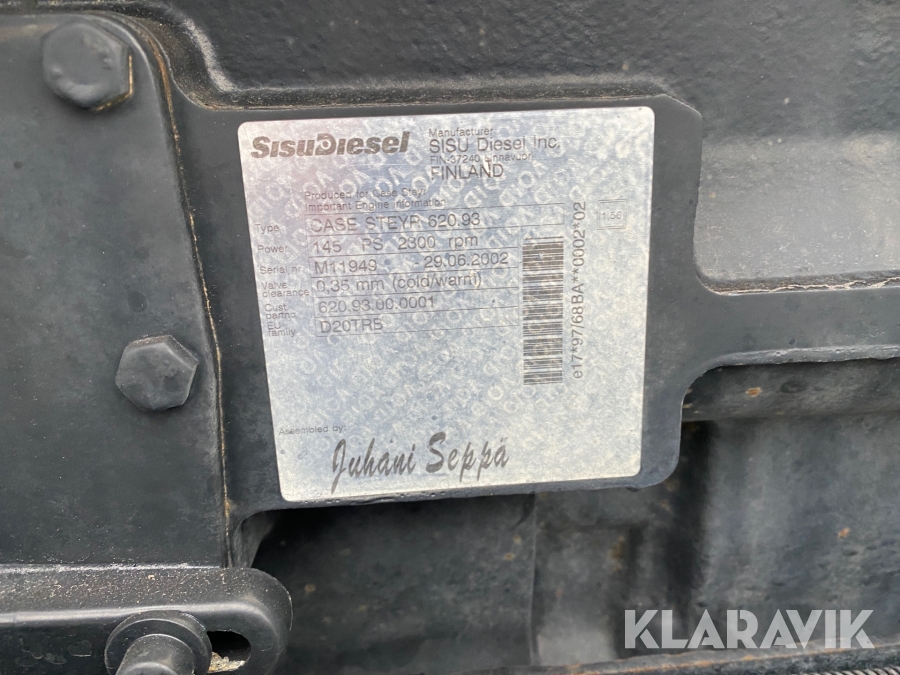 SISUDIESEL
Manufacturer
SISU Diesel Inc.
FIN-37240 Linnavuori
FINLAND
Produced for Case Steyr
Important Engine Information
Type CASE STEYR 620.93 1.56
Power 145 PS 2300 rpm
Serial nr. M11949 29.06.2002
Valve clearance 0,35 mm (cold/warm)
Cust. partno. 620.93.00.0001
EU family D20TRS
e17*97/68BA**0002*02
Assembled by:
Juhani Seppä
KLARAVIK